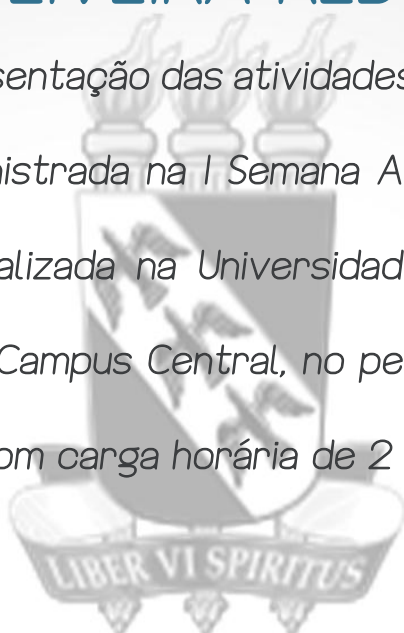 sentação das atividades
nistrada na I Semana A
alizada na Universidad
Campus Central, no pe
om carga horária de 2
LIBER VI SPIRITUS